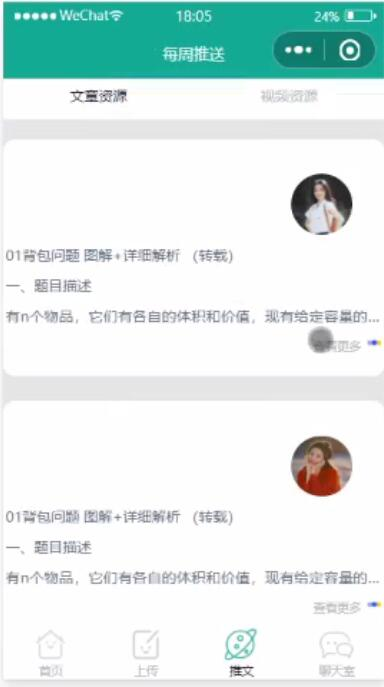 WeChat
18:05
24%
每周推送
文章资源
视频资源
01背包问题 图解+详细解析 (转载)
一、题目描述
有n个物品，它们有各自的体积和价值，现有给定容量的...
查看更多
01背包问题 图解+详细解析 (转载)
一、题目描述
有n个物品，它们有各自的体积和价值，现有给定容量的...
查看更多
首页
上传
推文
聊天室